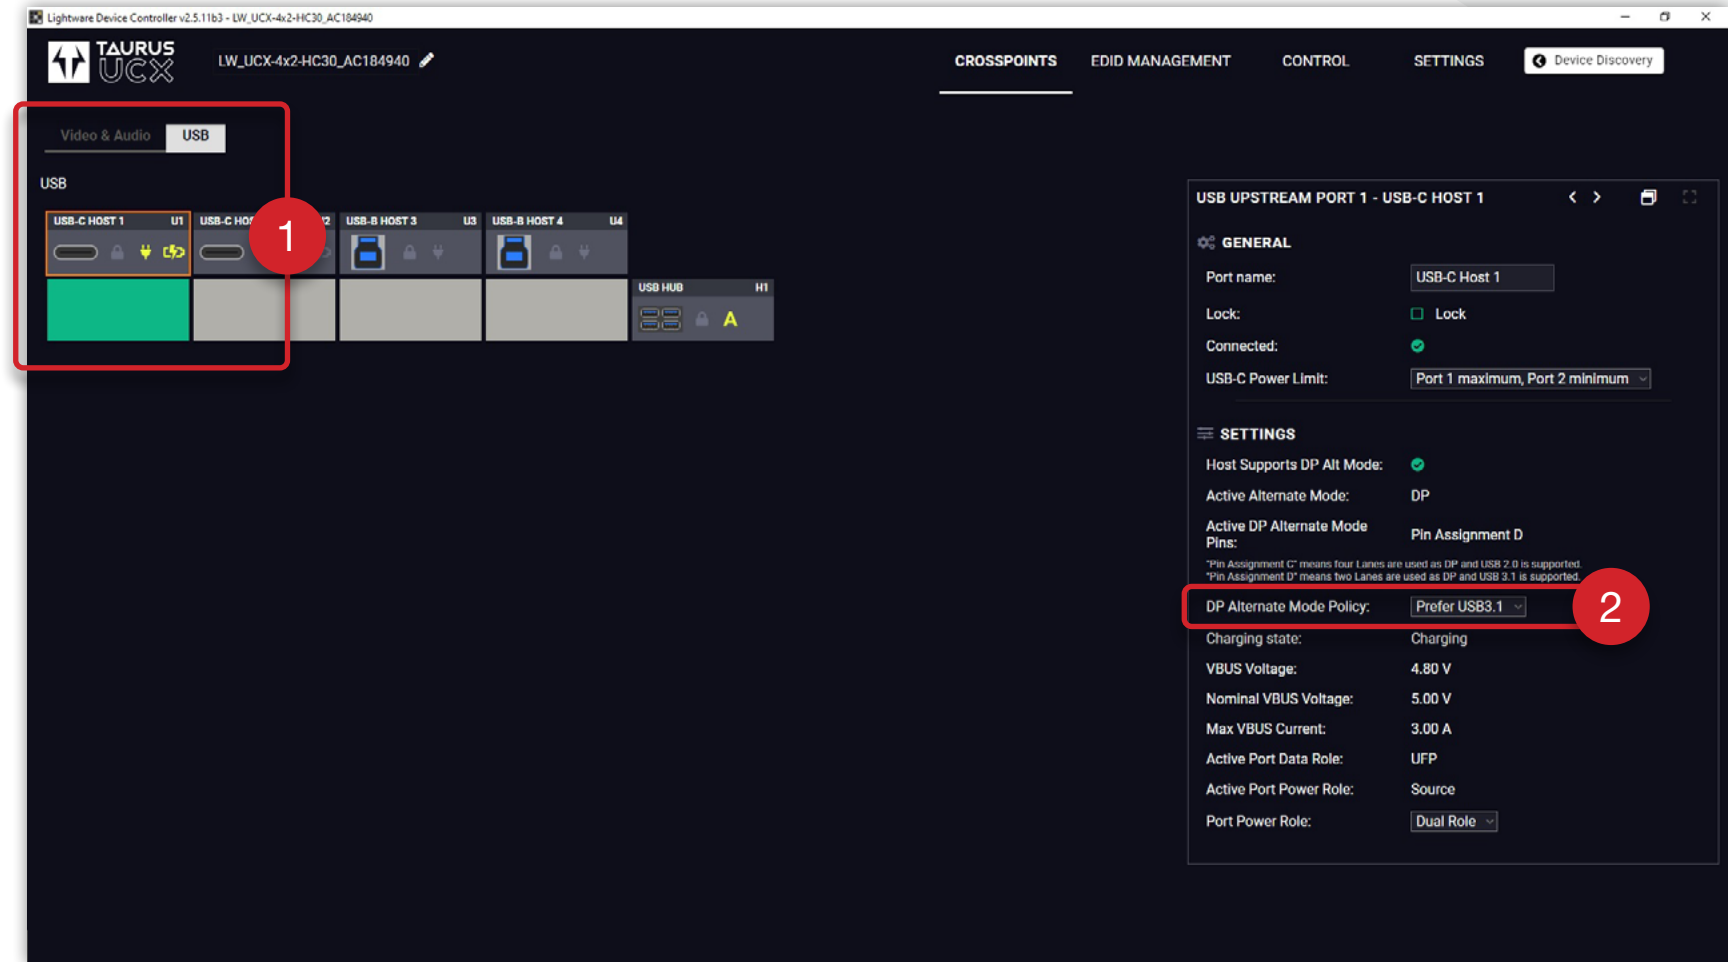 Lightware Device Controller v2.5.11b3 - LW_UCX-4x2-HC30_AC184940
TAURUS
UCX
LW_UCX-4x2-HC30_AC184940
CROSSPOINTS
EDID MANAGEMENT
CONTROL
SETTINGS
Device Discovery
Video & Audio
USB
USB
USB-C HOST 1 U1
USB-C HO 2
USB-B HOST 3 U3
USB-B HOST 4 U4
1
USB HUB H1
A
USB UPSTREAM PORT 1 - USB-C HOST 1
GENERAL
Port name: USB-C Host 1
Lock: Lock
Connected:
USB-C Power Limit: Port 1 maximum, Port 2 minimum
SETTINGS
Host Supports DP Alt Mode:
Active Alternate Mode: DP
Active DP Alternate Mode
Pins: Pin Assignment D
"Pin Assignment C" means four Lanes are used as DP and USB 2.0 is supported.
"Pin Assignment D" means two Lanes are used as DP and USB 3.1 is supported.
DP Alternate Mode Policy: Prefer USB3.1
2
Charging state: Charging
VBUS Voltage: 4.80 V
Nominal VBUS Voltage: 5.00 V
Max VBUS Current: 3.00 A
Active Port Data Role: UFP
Active Port Power Role: Source
Port Power Role: Dual Role